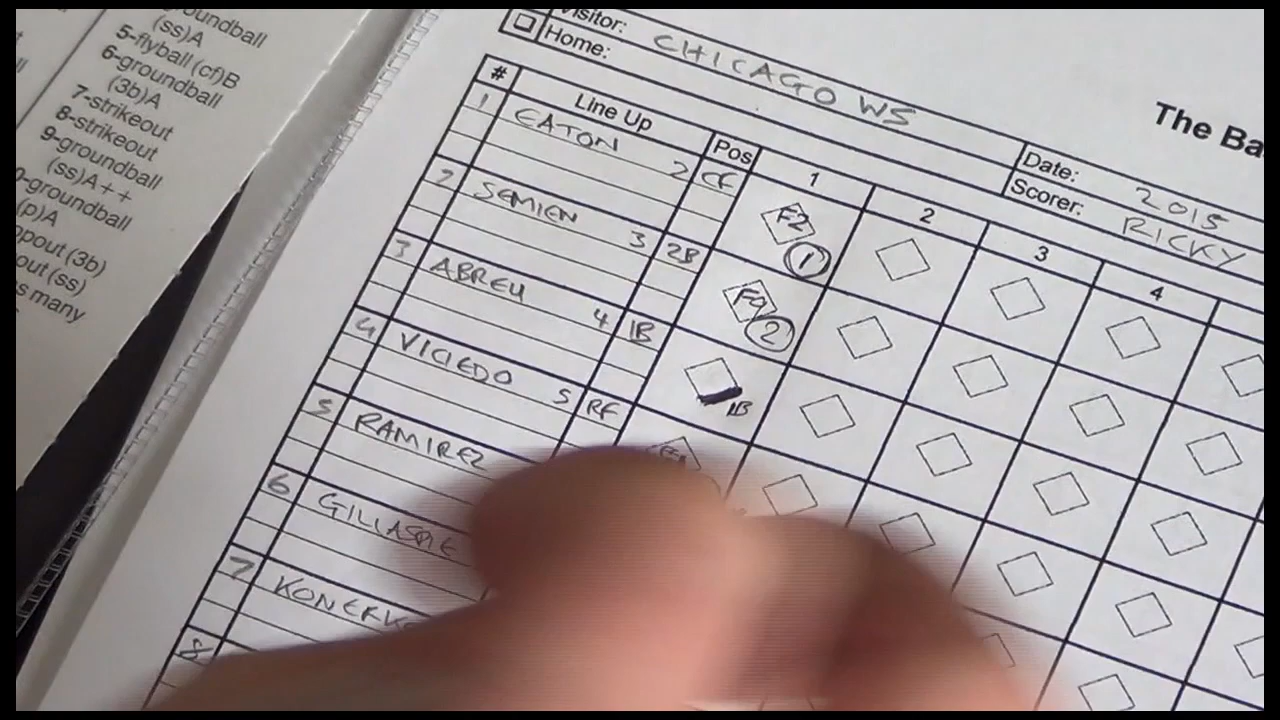 groundball
(ss)A
5-flyball (cf)B
6-groundball
(3b)A
7-strikeout
8-strikeout
9-groundball
(ss)A++
-groundball
(p)A
out (3b)
out (ss)
s many
Visitor: CHICAGO WS
Home:
The Ba
Date: 2015
Scorer: RICKY
# Line Up Pos 1 2 3 4
1 EATON 2 CF F2 1
2 SEMIEN 3 2B F9 2
3 ABREU 4 1B 1B
4 VICIEDO 5 RF
5 RAMIREZ
6 GILLASPIE
7 KONERKO
8